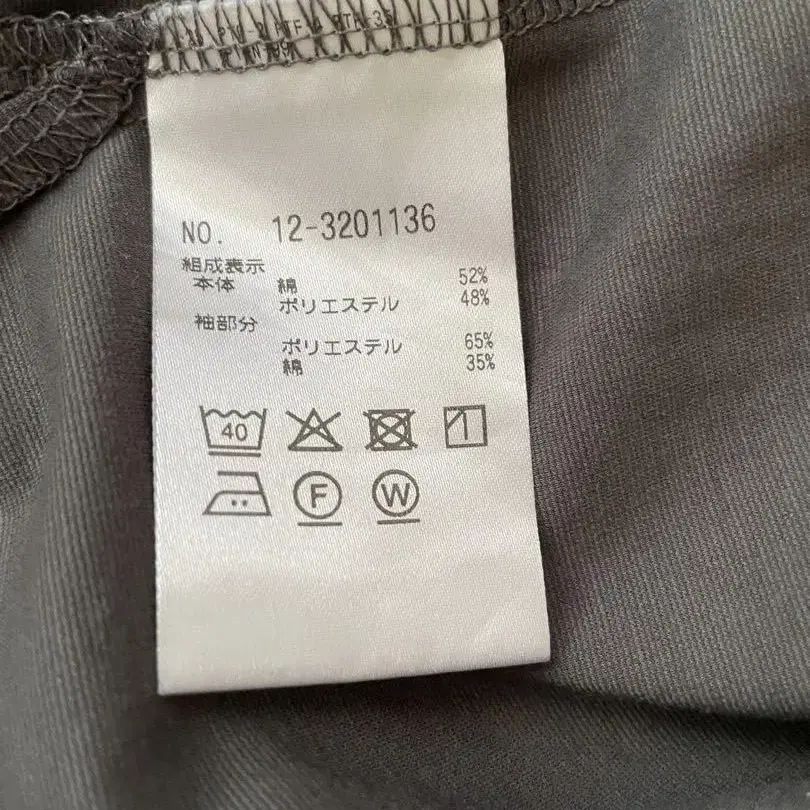 NO. 12-3201136
組成表示
本体 綿 52%
ポリエステル 48%
袖部分
ポリエステル 65%
綿 35%
40
F W